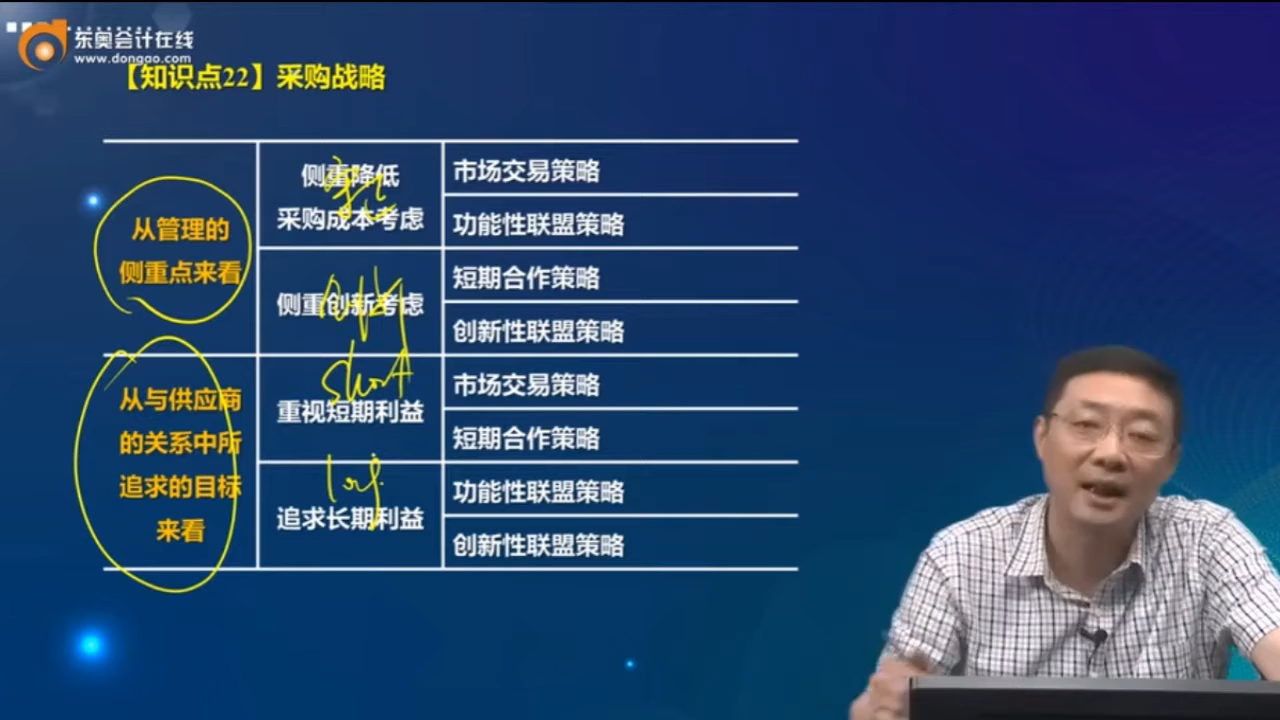 东奥会计在线
www.dongao.com
【知识点22】采购战略
从管理的
侧重点来看
侧重降低
采购成本考虑
市场交易策略
功能性联盟策略
侧重创新考虑
短期合作策略
创新性联盟策略
从与供应商
的关系中所
追求的目标
来看
重视短期利益
short
市场交易策略
短期合作策略
追求长期利益
功能性联盟策略
创新性联盟策略